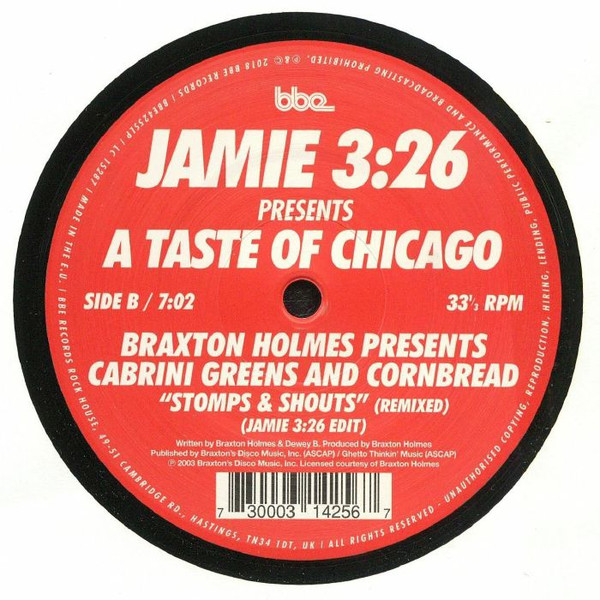 bbe
JAMIE 3:26
PRESENTS
A TASTE OF CHICAGO
SIDE B / 7:02
33⅓ RPM
BRAXTON HOLMES PRESENTS
CABRINI GREENS AND CORNBREAD
“STOMPS & SHOUTS” (REMIXED)
(JAMIE 3:26 EDIT)
Written by Braxton Holmes & Dewey B. Produced by Braxton Holmes
Published by Braxton's Disco Music, Inc. (ASCAP) / Ghetto Thinkin' Music (ASCAP)
℗ 2003 Braxton's Disco Music, Inc. Licensed courtesy of Braxton Holmes
7 30003 14256 7
℗ & © 2018 BBE RECORDS / BBE425SLP / LC 15287 / MADE IN THE E.U. / BBE RECORDS ROCK HOUSE, 49-51 CAMBRIDGE RD., HASTINGS, TN34 1DT, UK / ALL RIGHTS RESERVED - UNAUTHORISED COPYING, REPRODUCTION, HIRING, LENDING, PUBLIC PERFORMANCE AND BROADCASTING PROHIBITED.